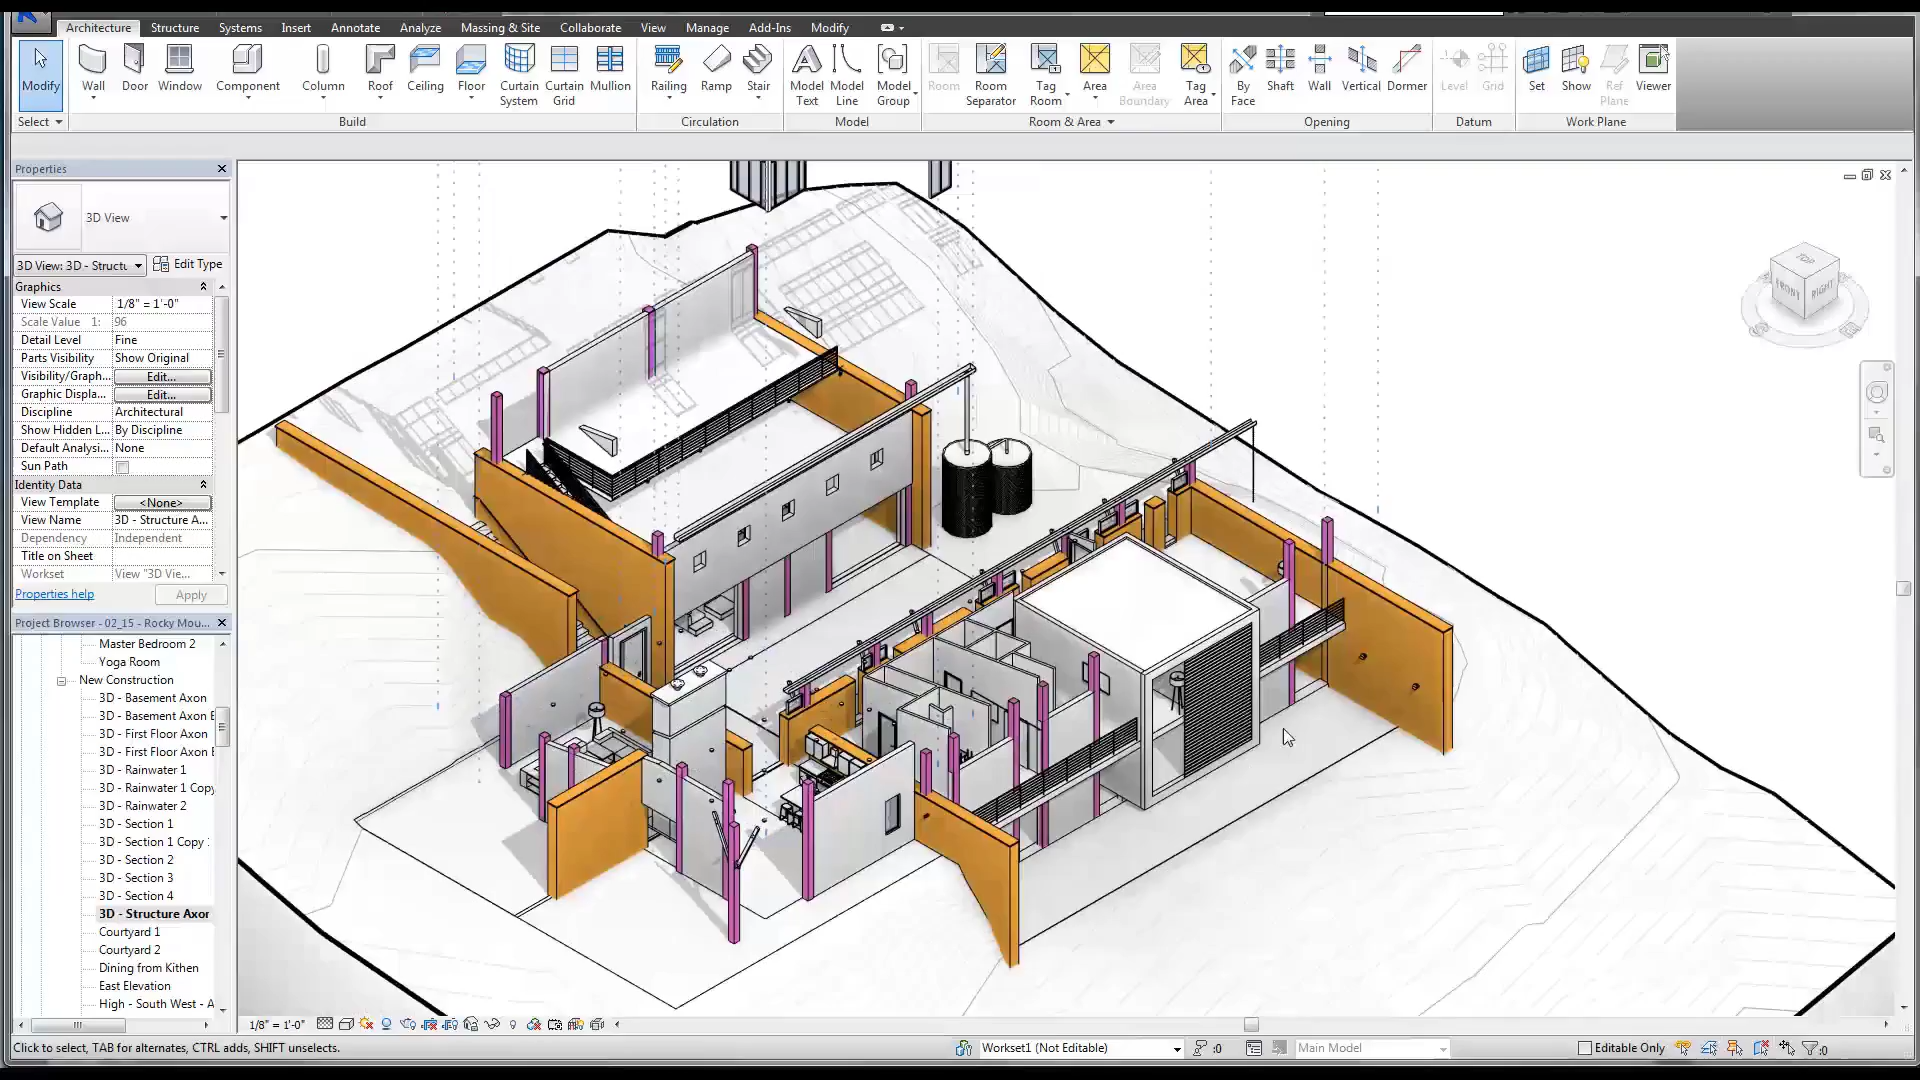 Architecture Structure Systems Insert Annotate Analyze Massing & Site Collaborate View Manage Add-Ins Modify
Modify Wall Door Window Component Column Roof Ceiling Floor Curtain System Curtain Grid Mullion Railing Ramp Stair Model Text Model Line Model Group Room Room Separator Tag Room Area Area Boundary Tag Area By Face Shaft Wall Vertical Dormer Level Grid Set Show Ref Plane Viewer
Select Build Circulation Model Room & Area Opening Datum Work Plane
Properties
3D View
3D View: 3D - Structu Edit Type
Graphics
View Scale 1/8" = 1'-0"
Scale Value 1: 96
Detail Level Fine
Parts Visibility Show Original
Visibility/Graph... Edit...
Graphic Displa... Edit...
Discipline Architectural
Show Hidden L... By Discipline
Default Analysi... None
Sun Path
Identity Data
View Template <None>
View Name 3D - Structure A...
Dependency Independent
Title on Sheet
Workset View "3D Vie...
Properties help Apply
Project Browser - 02_15 - Rocky Mou...
Master Bedroom 2
Yoga Room
New Construction
3D - Basement Axon
3D - Basement Axon E
3D - First Floor Axon
3D - First Floor Axon E
3D - Rainwater 1
3D - Rainwater 1 Copy
3D - Rainwater 2
3D - Section 1
3D - Section 1 Copy
3D - Section 2
3D - Section 3
3D - Section 4
3D - Structure Axon
Courtyard 1
Courtyard 2
Dining from Kithen
East Elevation
High - South West - A
TOP
FRONT RIGHT
1/8" = 1'-0"
Click to select, TAB for alternates, CTRL adds, SHIFT unselects. Workset1 (Not Editable) :0 Main Model Editable Only :0